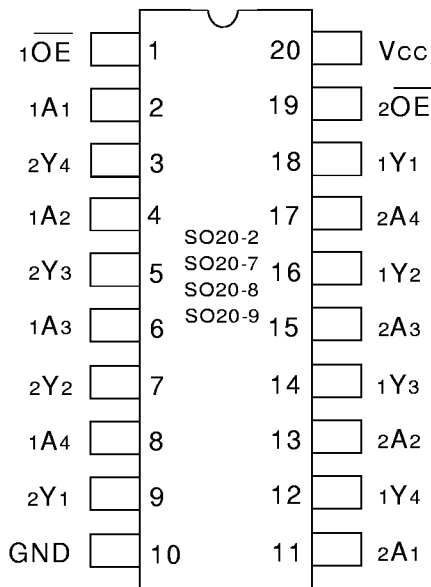 1OE 1 20 Vcc
1A1 2 19 2OE
2Y4 3 18 1Y1
1A2 4 17 2A4
SO20-2
2Y3 5 SO20-7 16 1Y2
SO20-8
1A3 6 SO20-9 15 2A3
2Y2 7 14 1Y3
1A4 8 13 2A2
2Y1 9 12 1Y4
GND 10 11 2A1